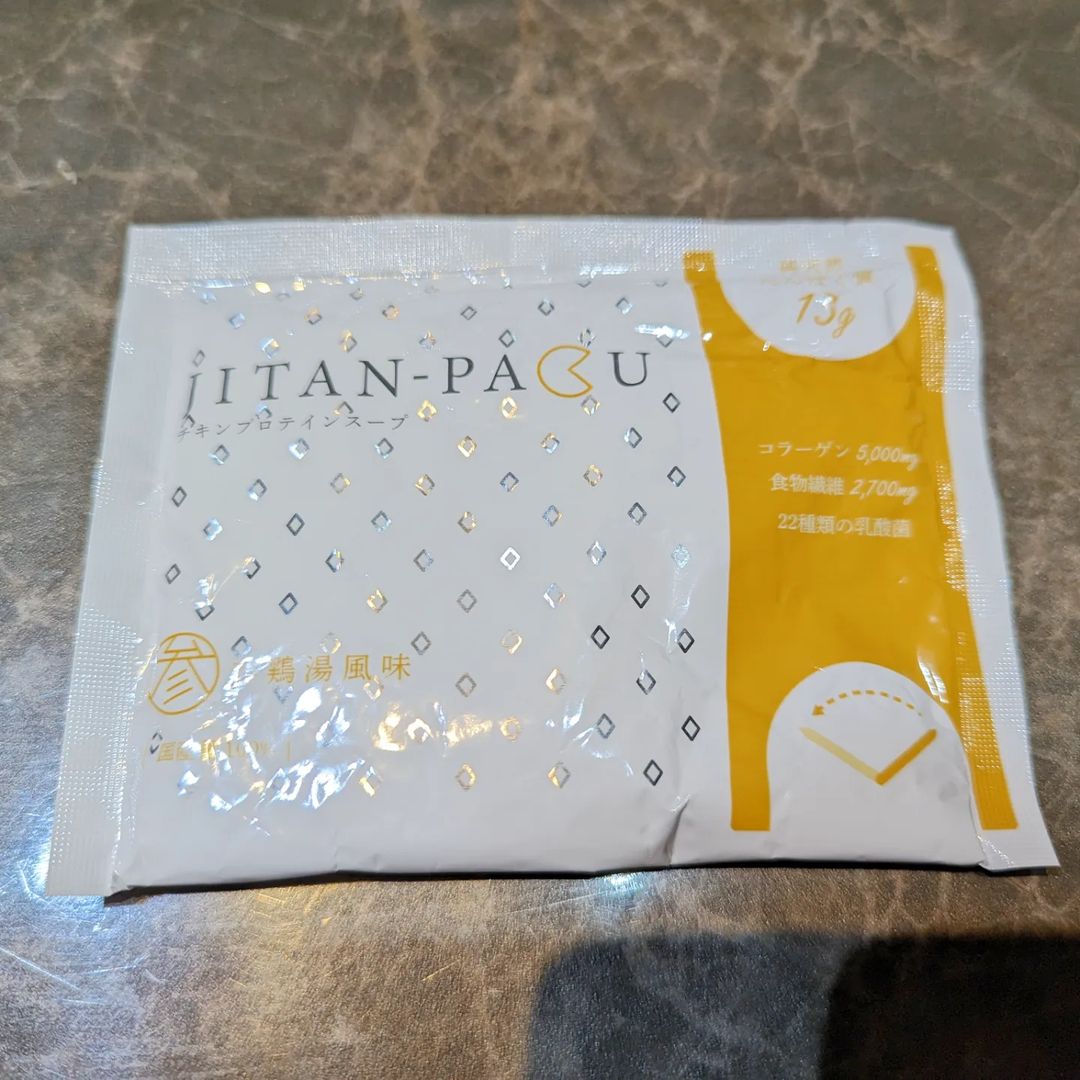 jITAN-PACU
チキンプロテインスープ
参鶏湯風味
13g
コラーゲン 5,000mg
食物繊維 2,700mg
22種類の乳酸菌